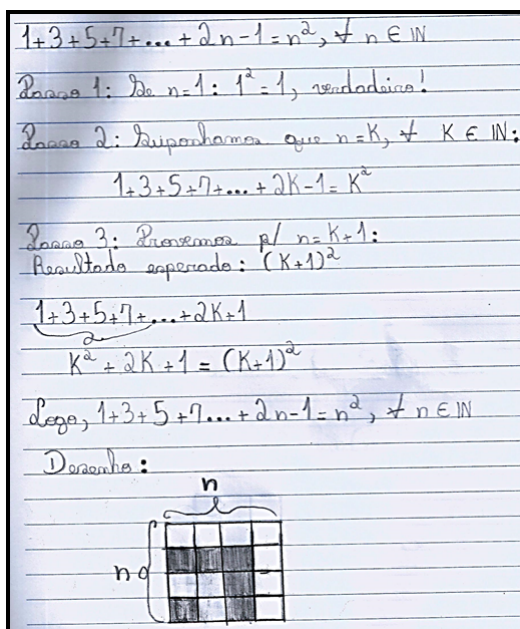 1+3+5+7+...+2n-1=n², ∀ n ∈ IN
Passo 1: Se n=1: 1²=1, verdadeiro!
Passo 2: Suponhamos que n=K, ∀ K ∈ IN:
1+3+5+7+...+2K-1=K²
Passo 3: Provemos p/ n=K+1:
Resultado esperado: (K+1)²
1+3+5+7+...+2K+1
K²+2K+1=(K+1)²
Logo, 1+3+5+7...+2n-1=n², ∀ n ∈ IN
Desenho:
n
n